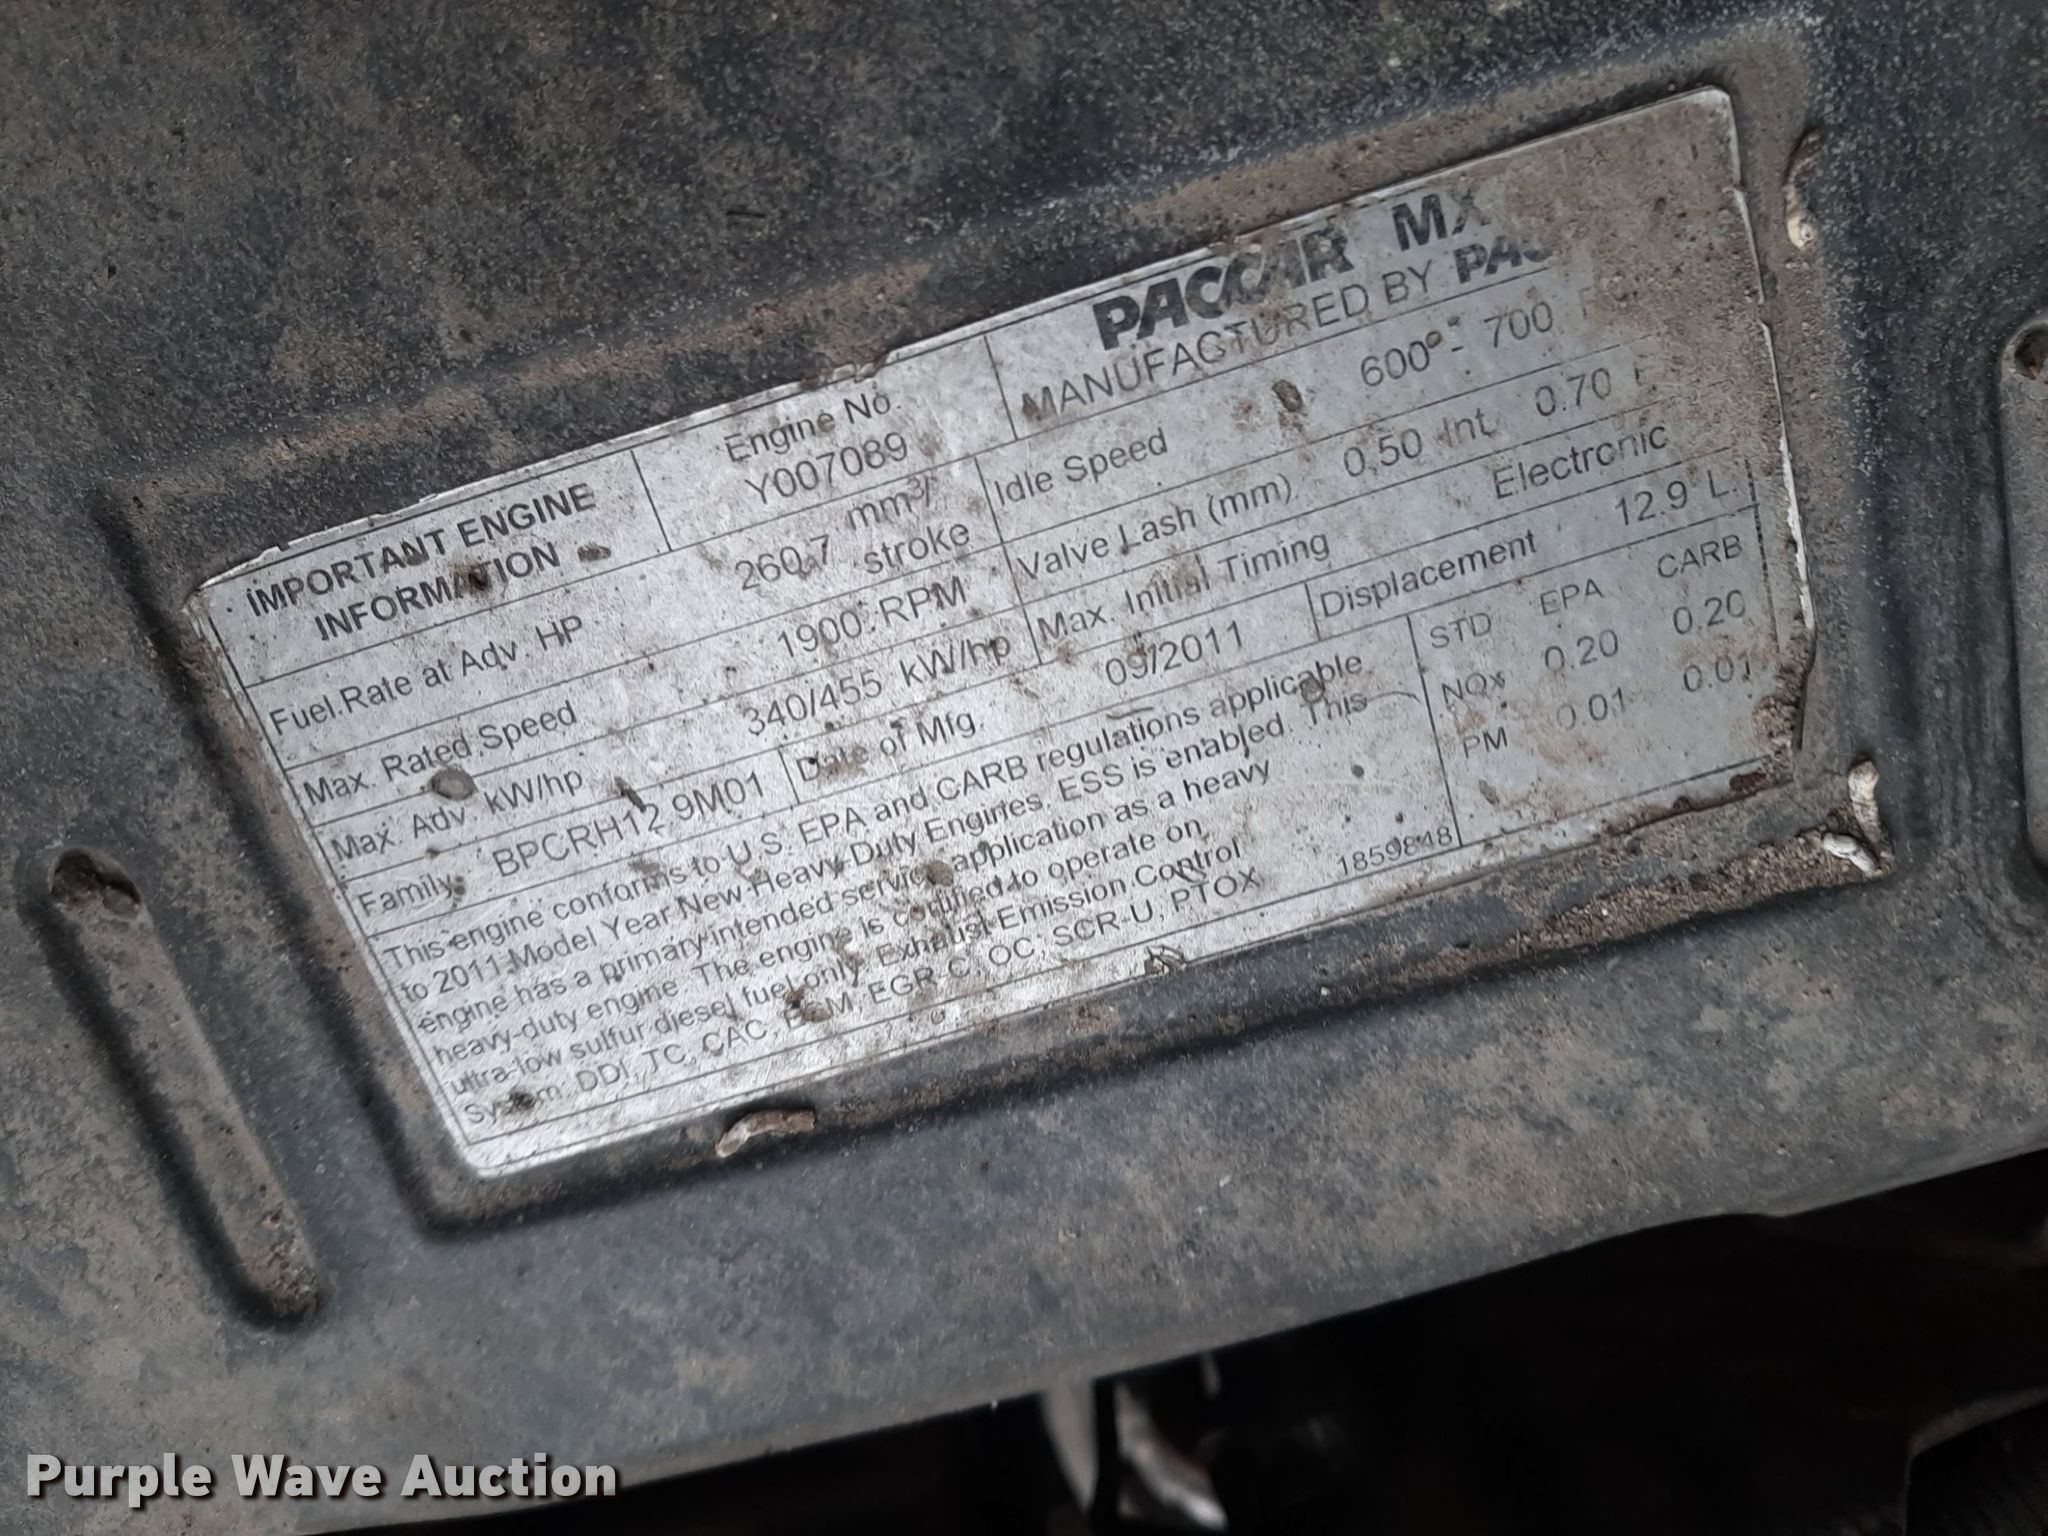 IMPORTANT ENGINE
INFORMATION
Engine No.
Y007089
PACCAR MX
MANUFACTURED BY
Fuel Rate at Adv. HP 260.7 mm³/
stroke
Idle Speed 600 - 700
Max. Rated Speed 1900 RPM
Valve Lash (mm) 0.50 Int. 0.70
Max. Adv. kW/hp 340/455 kW/hp
Max. Initial Timing Electronic
Family: BPCRH12.9M01
Date of Mfg. 09/2011
Displacement 12.9 L.
This engine conforms to U.S. EPA and CARB regulations applicable
to 2011 Model Year New Heavy Duty Engines. ESS is enabled. This
engine has a primary intended service application as a heavy
heavy-duty engine. The engine is certified to operate on
ultra-low sulfur diesel fuel only. Exhaust Emission Control
System: DDI, TC, CAC, EGR-C, OC, SCR-U, PTOX
1859848
STD EPA CARB
NOx 0.20 0.20
PM 0.01 0.01
Purple Wave Auction